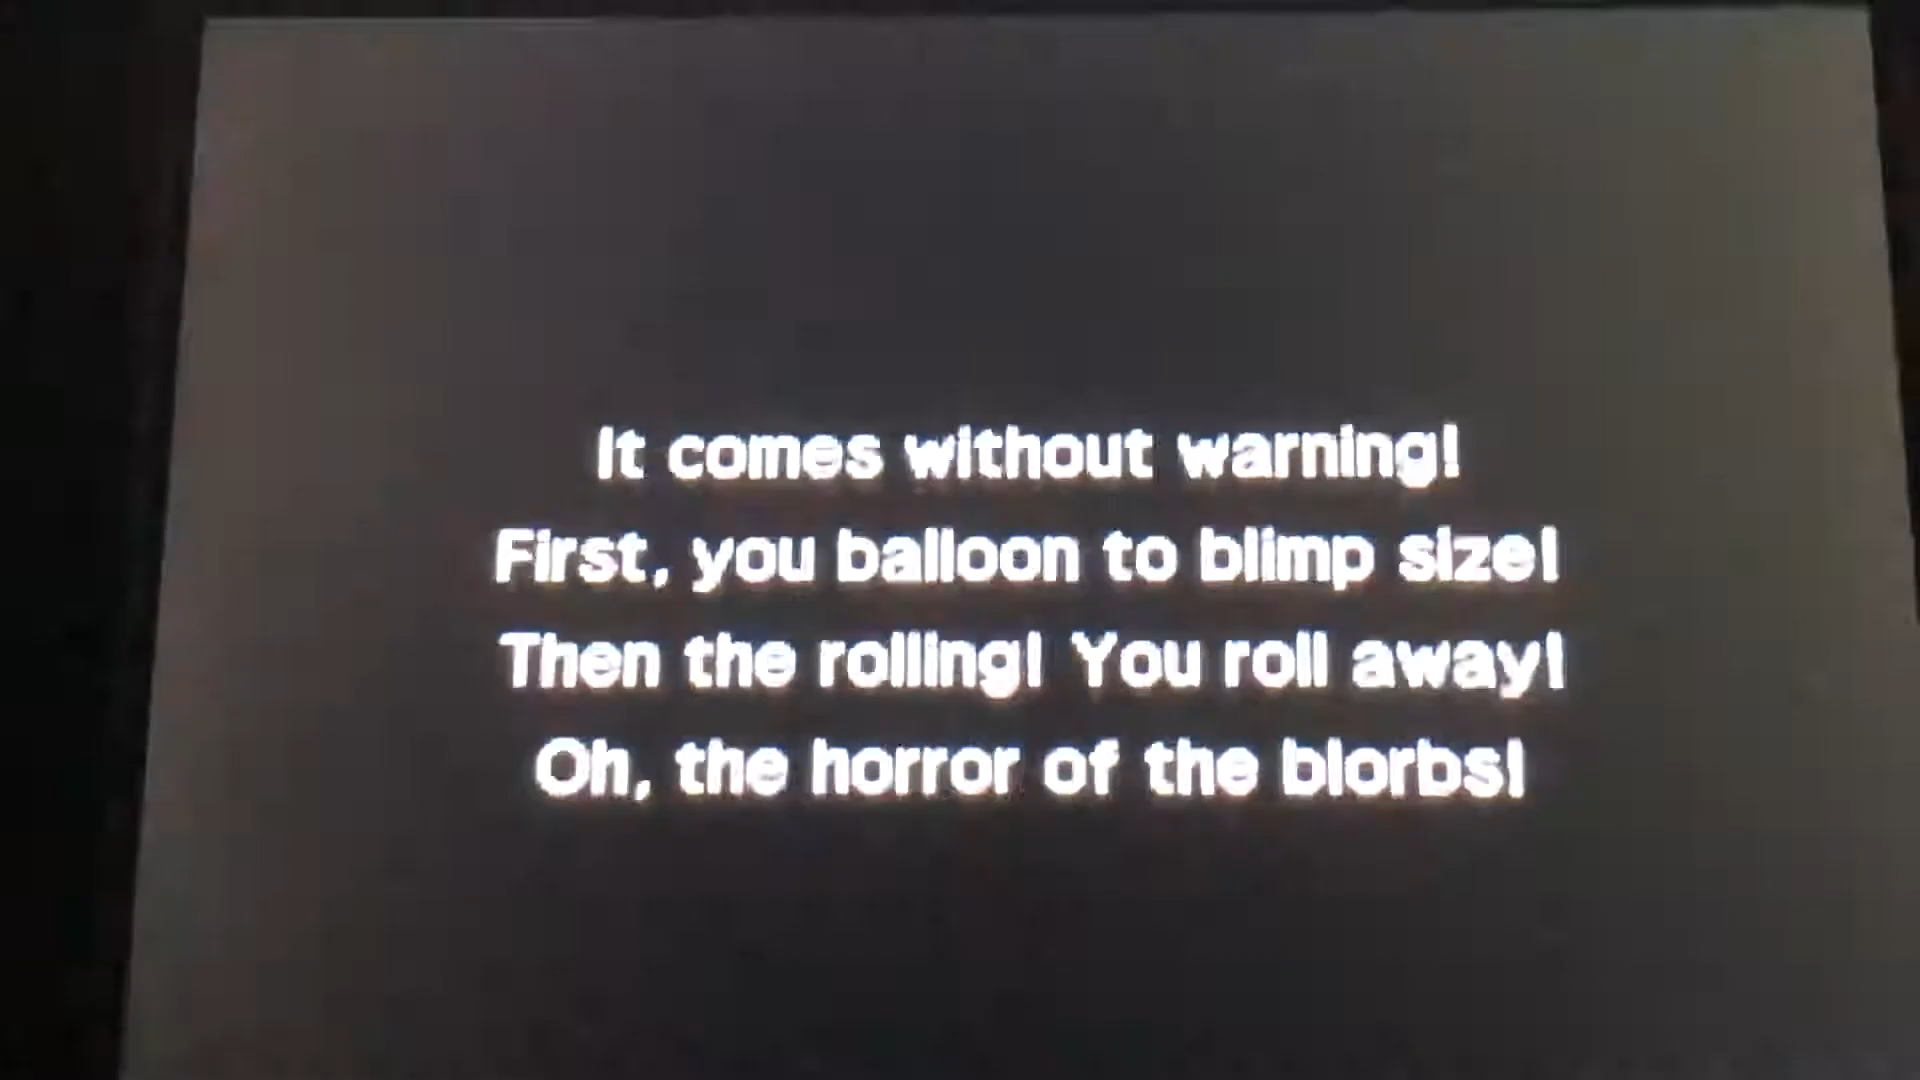 It comes without warning!
First, you balloon to blimp size!
Then the rolling! You roll away!
Oh, the horror of the blorbs!